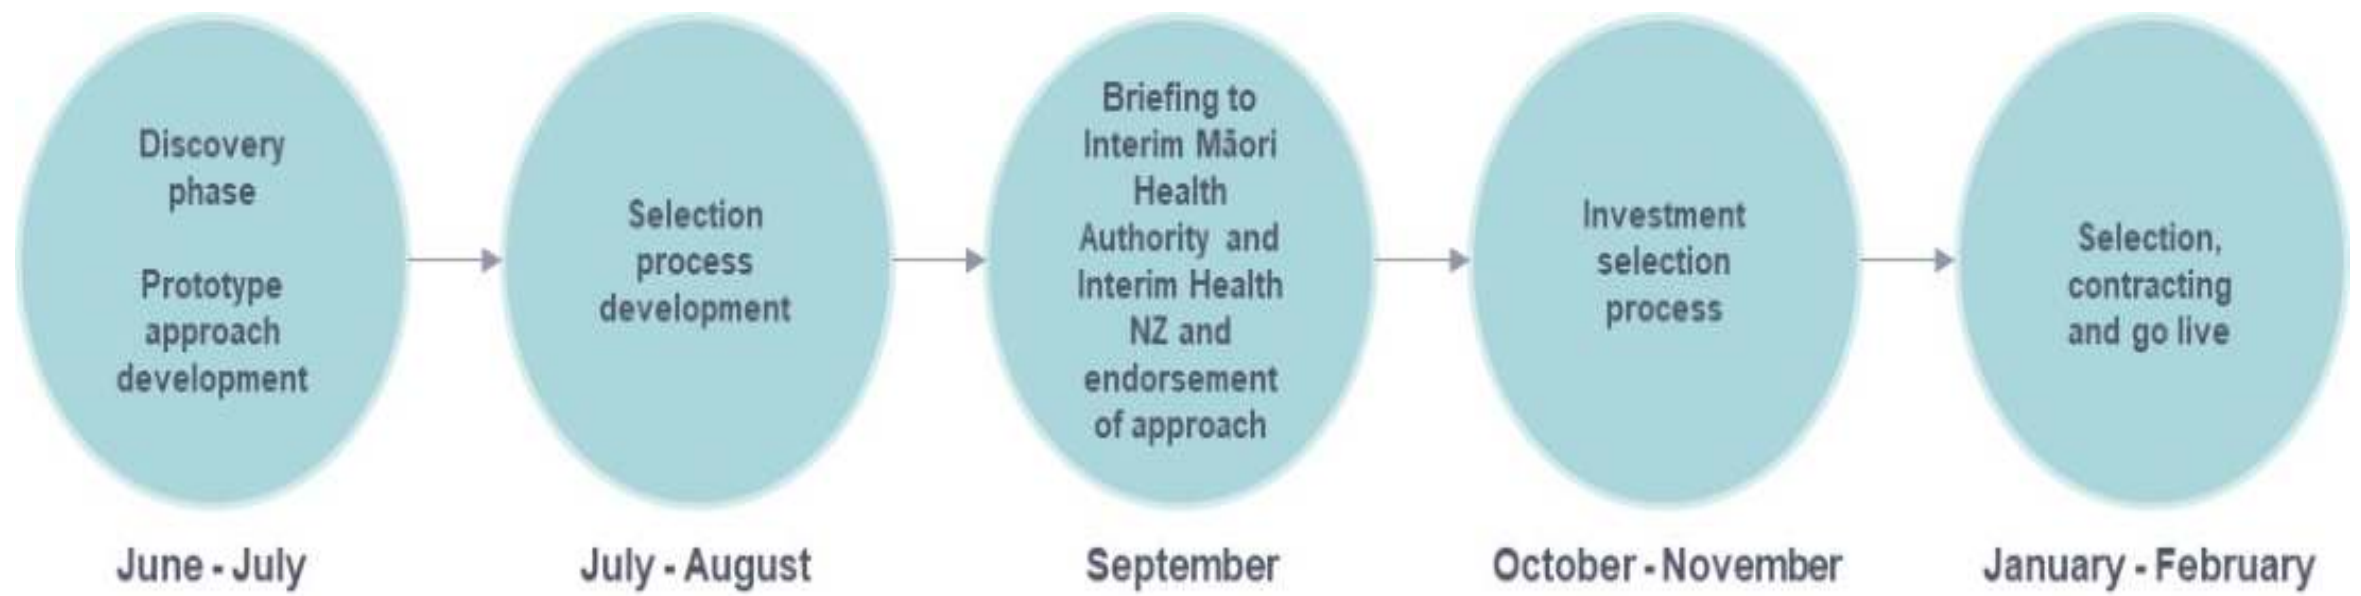 Discovery
phase
Prototype
approach
development
Selection
process
development
Briefing to
Interim Māori
Health
Authority and
Interim Health
NZ and
endorsement
of approach
Investment
selection
process
Selection,
contracting
and go live
June - July
July - August
September
October - November
January - February